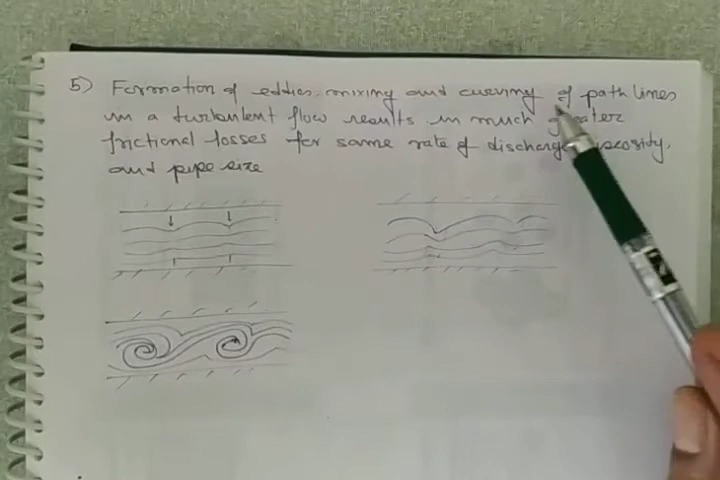 5) Formation of eddies, mixing and curving of path lines
in a turbulent flow results in much greater
frictional losses for same rate of discharge, viscosity,
and pipe size